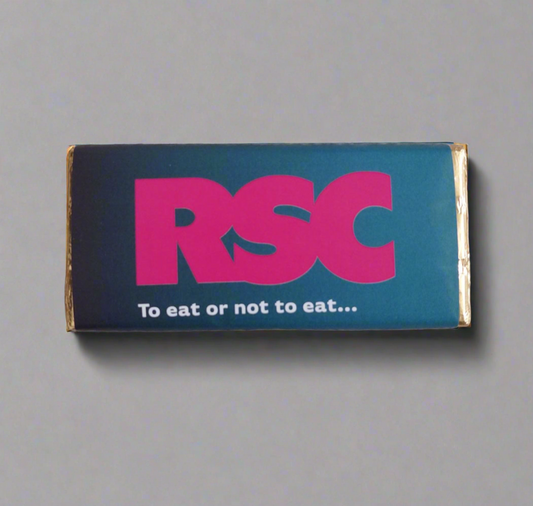 RSC
To eat or not to eat...